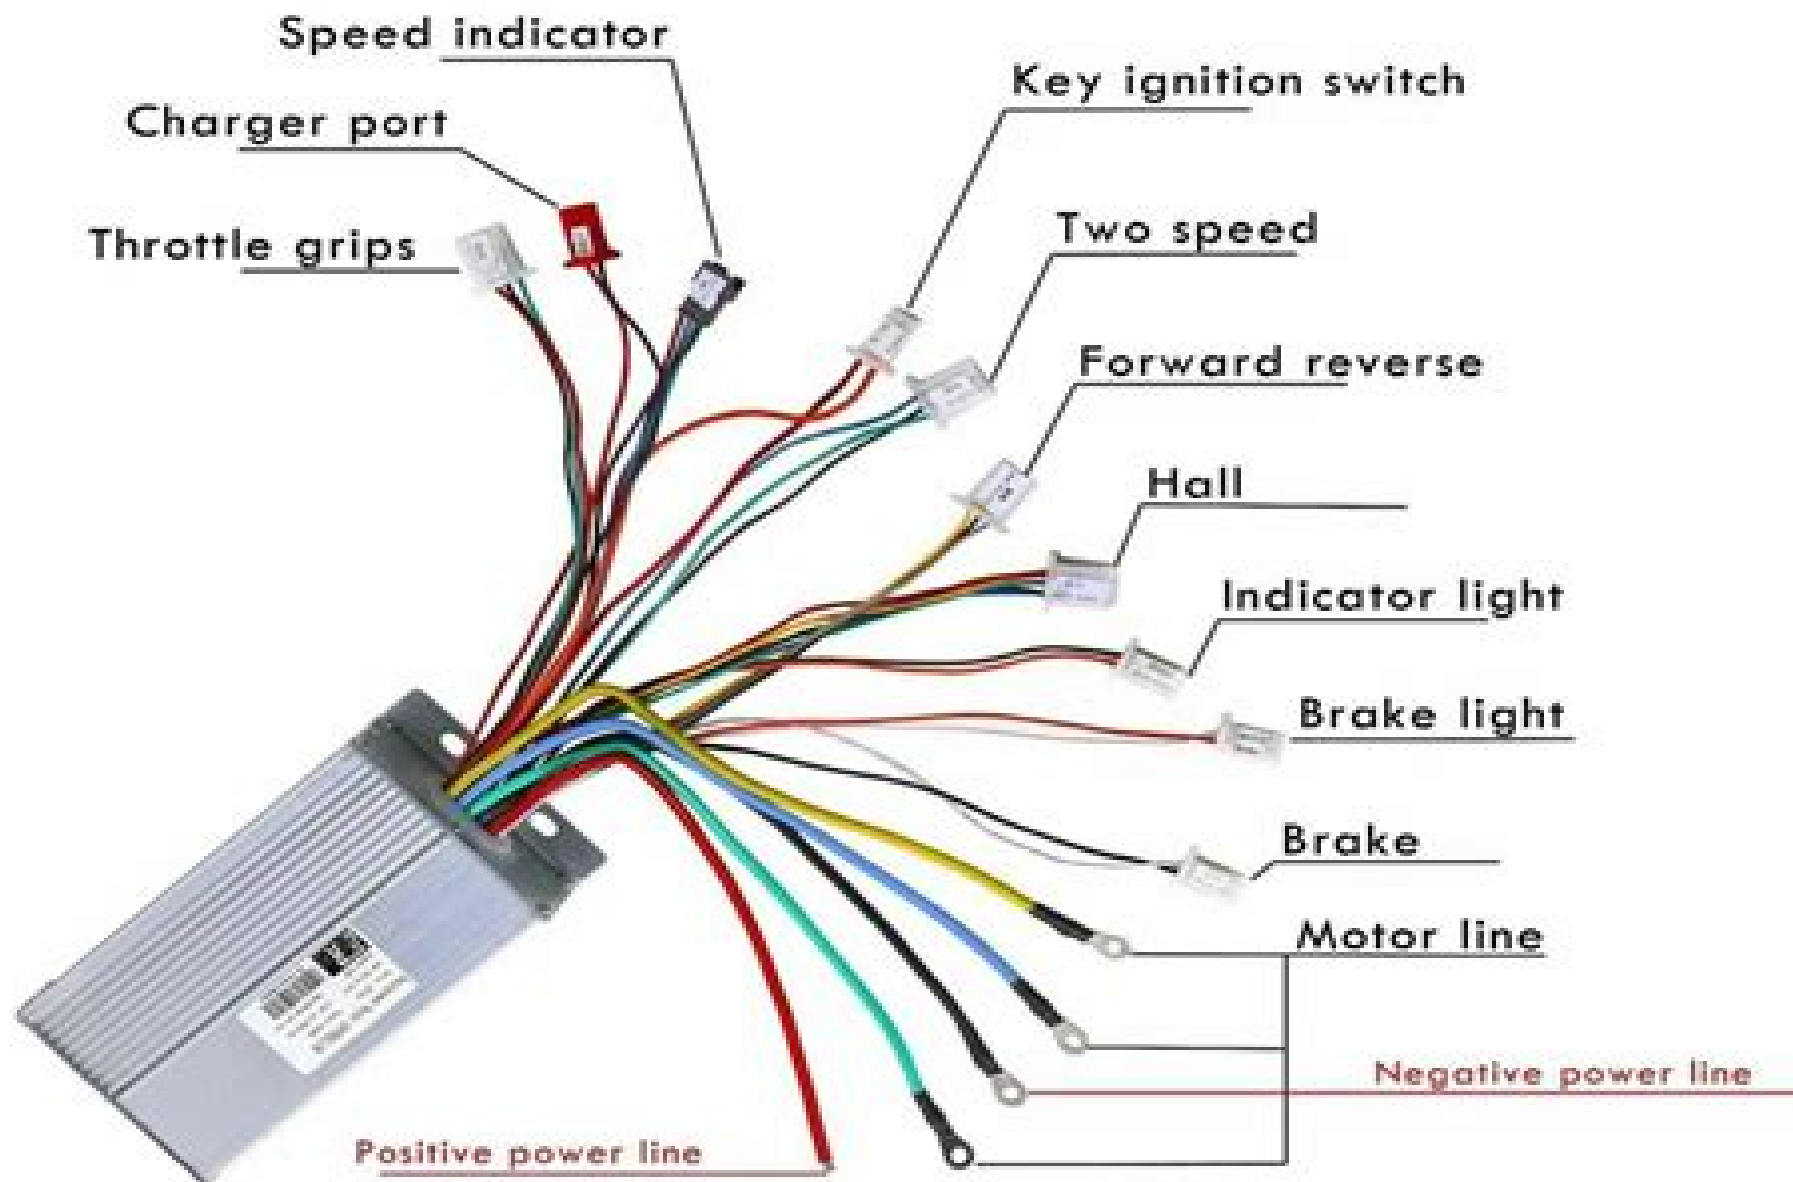 Speed indicator
Key ignition switch
Charger port
Two speed
Throttle grips
Forward reverse
Hall
Indicator light
Brake light
Brake
Motor line
Negative power line
Positive power line